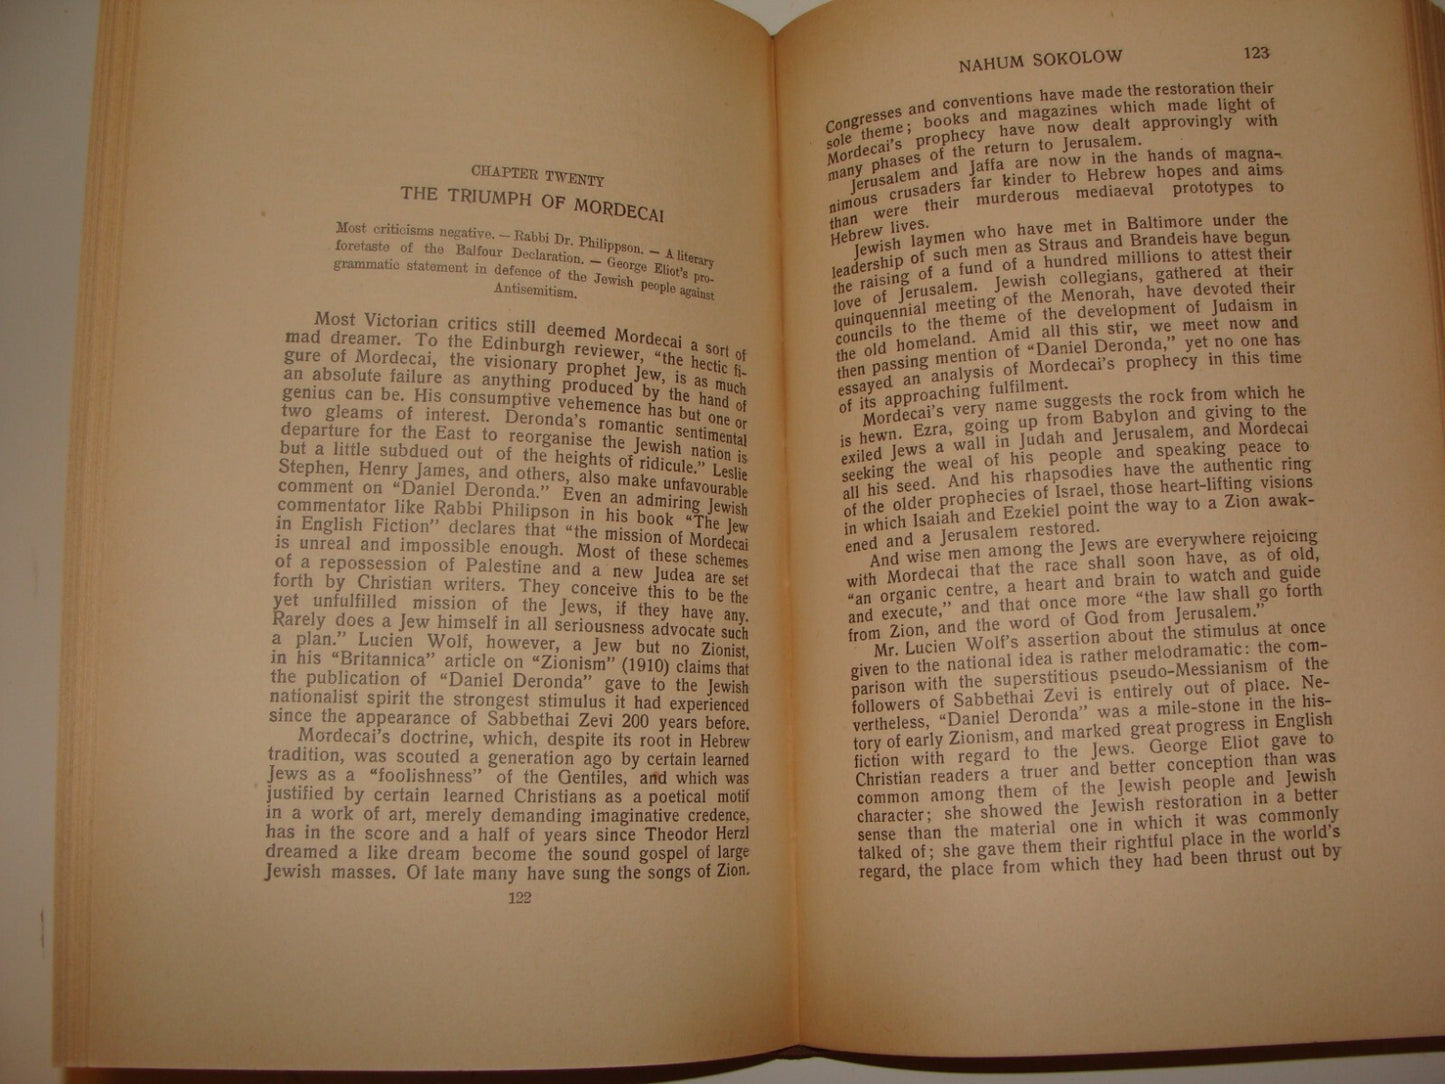 CHAPTER TWENTY
THE TRIUMPH OF MORDECAI
Most criticisms negative. — Rabbi Dr. Philippson. — A literary
foretaste of the Balfour Declaration. — George Eliot's pro-
grammatic statement in defence of the Jewish people against
Antisemitism.
Most Victorian critics still deemed Mordecai a sort of
mad dreamer. To the Edinburgh reviewer, “the hectic fi-
gure of Mordecai, the visionary prophet Jew, is as much
an absolute failure as anything produced by the hand of
genius can be. His consumptive vehemence has but one or
two gleams of interest. Deronda's romantic sentimental
departure for the East to reorganise the Jewish nation is
but a little subdued out of the heights of ridicule.” Leslie
Stephen, Henry James, and others, also make unfavourable
comment on “Daniel Deronda.” Even an admiring Jewish
commentator like Rabbi Philipson in his book “The Jew
in English Fiction” declares that “the mission of Mordecai
is unreal and impossible enough. Most of these schemes
of a repossession of Palestine and a new Judea are set
forth by Christian writers. They conceive this to be the
yet unfulfilled mission of the Jews, if they have any.
Rarely does a Jew himself in all seriousness advocate such
a plan.” Lucien Wolf, however, a Jew but no Zionist,
in his “Britannica” article on “Zionism” (1910) claims that
the publication of “Daniel Deronda” gave to the Jewish
nationalist spirit the strongest stimulus it had experienced
since the appearance of Sabbethai Zevi 200 years before.
Mordecai's doctrine, which, despite its root in Hebrew
tradition, was scouted a generation ago by certain learned
Jews as a “foolishness” of the Gentiles, and which was
justified by certain learned Christians as a poetical motif
in a work of art, merely demanding imaginative credence,
has in the score and a half of years since Theodor Herzl
dreamed a like dream become the sound gospel of large
Jewish masses. Of late many have sung the songs of Zion.
122
NAHUM SOKOLOW 123
Congresses and conventions have made the restoration their
sole theme; books and magazines which made light of
Mordecai's prophecy have now dealt approvingly with
many phases of the return to Jerusalem.
Jerusalem and Jaffa are now in the hands of magna-
nimous crusaders far kinder to Hebrew hopes and aims
than were their murderous mediaeval prototypes to
Hebrew lives.
Jewish laymen who have met in Baltimore under the
leadership of such men as Straus and Brandeis have begun
the raising of a fund of a hundred millions to attest their
love of Jerusalem. Jewish collegians, gathered at their
quinquennial meeting of the Menorah, have devoted their
councils to the theme of the development of Judaism in
the old homeland. Amid all this stir, we meet now and
then passing mention of “Daniel Deronda,” yet no one has
essayed an analysis of Mordecai's prophecy in this time
of its approaching fulfilment.
Mordecai's very name suggests the rock from which he
is hewn. Ezra, going up from Babylon and giving to the
exiled Jews a wall in Judah and Jerusalem, and Mordecai
seeking the weal of his people and speaking peace to
all his seed. And his rhapsodies have the authentic ring
of the older prophecies of Israel, those heart-lifting visions
in which Isaiah and Ezekiel point the way to a Zion awak-
ened and a Jerusalem restored.
And wise men among the Jews are everywhere rejoicing
with Mordecai that the race shall soon have, as of old,
“an organic centre, a heart and brain to watch and guide
and execute,” and that once more “the law shall go forth
from Zion, and the word of God from Jerusalem.”
Mr. Lucien Wolf's assertion about the stimulus at once
given to the national idea is rather melodramatic: the com-
parison with the superstitious pseudo-Messianism of the
followers of Sabbethai Zevi is entirely out of place. Ne-
vertheless, “Daniel Deronda” was a mile-stone in the his-
tory of early Zionism, and marked great progress in English
fiction with regard to the Jews. George Eliot gave to
Christian readers a truer and better conception than was
common among them of the Jewish people and Jewish
character; she showed the Jewish restoration in a better
sense than the material one in which it was commonly
talked of; she gave them their rightful place in the world's
regard, the place from which they had been thrust out by